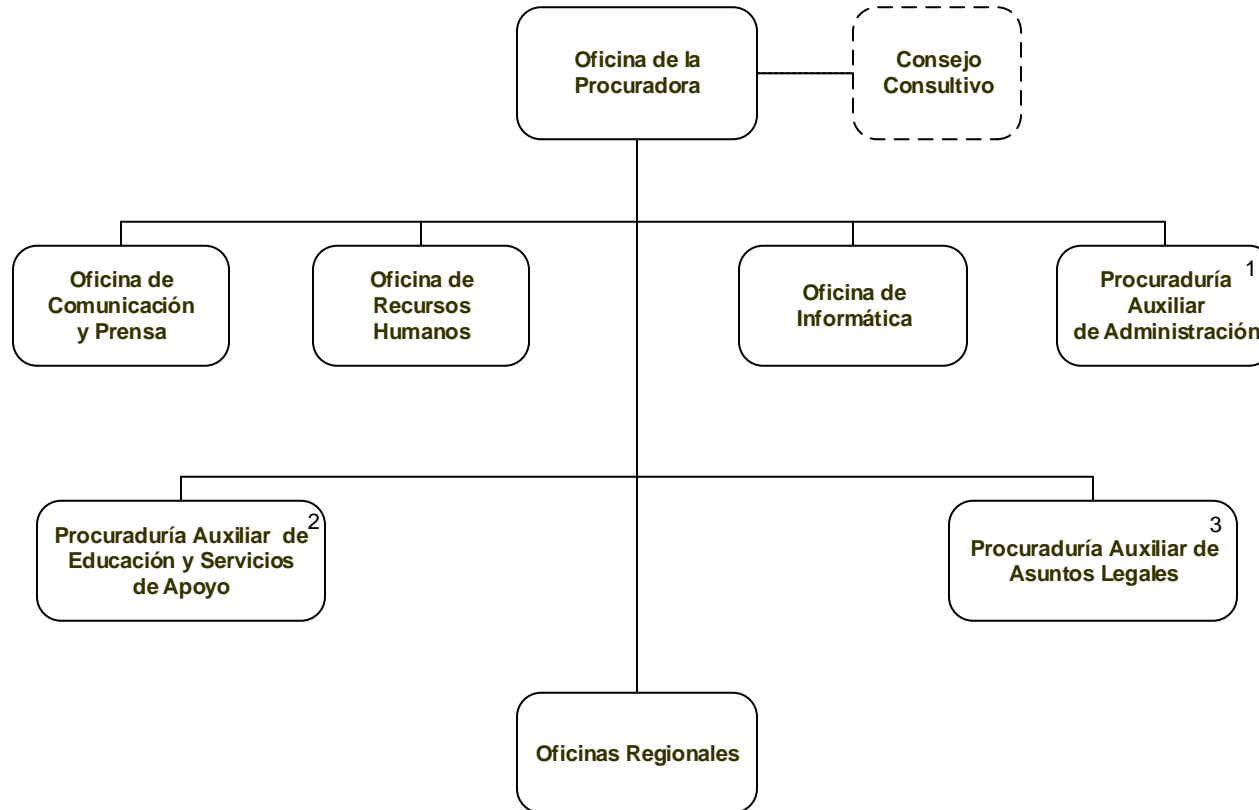 Oficina de la
Procuradora
Consejo
Consultivo
Oficina de
Comunicación
y Prensa
Oficina de
Recursos
Humanos
Oficina de
Informática
Procuraduría 1
Auxiliar
de Administración
Procuraduría Auxiliar de 2
Educación y Servicios
de Apoyo
3
Procuraduría Auxiliar de
Asuntos Legales
Oficinas Regionales